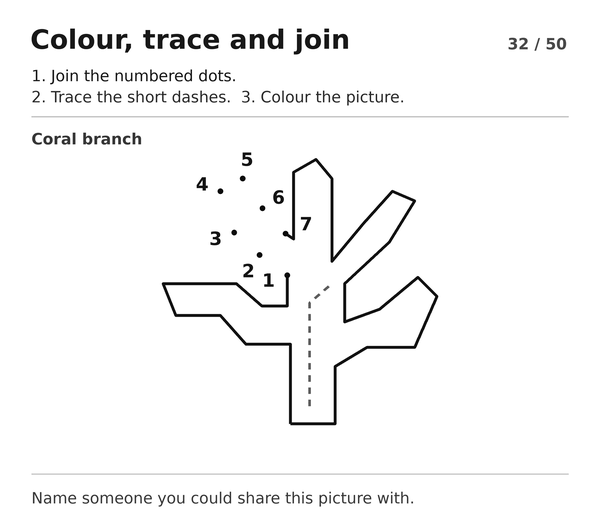 Colour, trace and join
32 / 50
1. Join the numbered dots.
2. Trace the short dashes.  3. Colour the picture.
Coral branch
5
4
6
7
3
2
1
Name someone you could share this picture with.